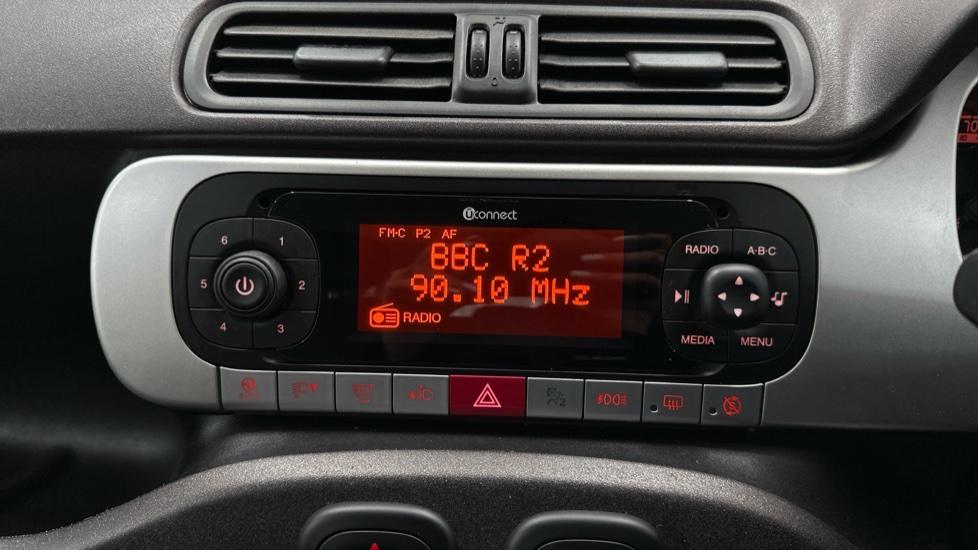 Uconnect
FM-C P2 AF
BBC R2
90.10 MHz
RADIO
6 1
5 2
4 3
RADIO A·B·C
MEDIA MENU
70